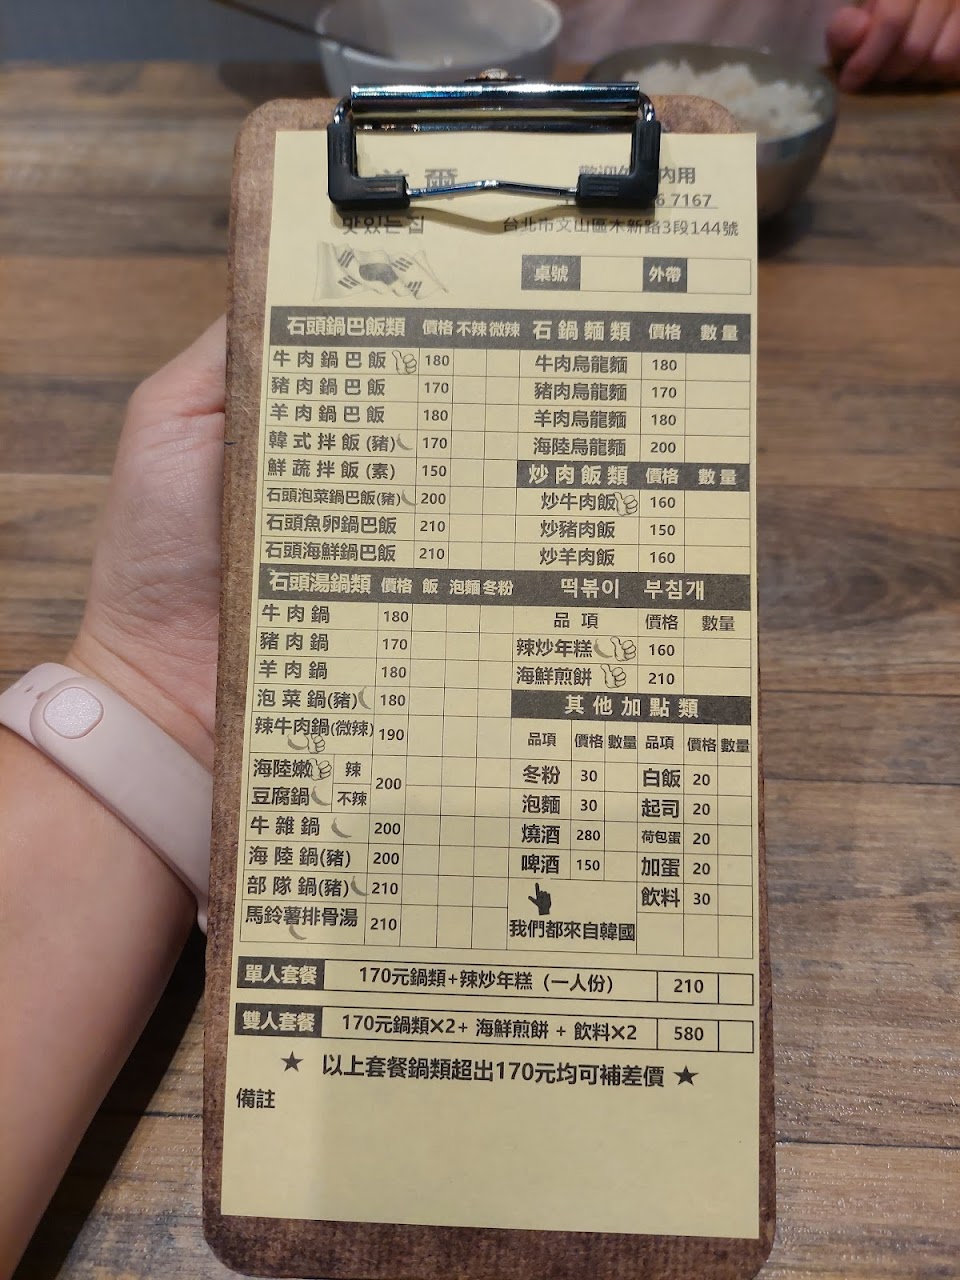 爾
內用
6 7167
맛있는집
台北市文山區木新路3段144號
桌號 外帶
石頭鍋巴飯類 價格 不辣 微辣
牛肉鍋巴飯 180
豬肉鍋巴飯 170
羊肉鍋巴飯 180
韓式拌飯(豬) 170
鮮蔬拌飯(素) 150
石頭泡菜鍋巴飯(豬) 200
石頭魚卵鍋巴飯 210
石頭海鮮鍋巴飯 210
石頭湯鍋類 價格 飯 泡麵 冬粉
牛肉鍋 180
豬肉鍋 170
羊肉鍋 180
泡菜鍋(豬) 180
辣牛肉鍋(微辣) 190
海陸嫩 辣
豆腐鍋 不辣 200
牛雜鍋 200
海陸鍋(豬) 200
部隊鍋(豬) 210
馬鈴薯排骨湯 210
石鍋麵類 價格 數量
牛肉烏龍麵 180
豬肉烏龍麵 170
羊肉烏龍麵 180
海陸烏龍麵 200
炒肉飯類 價格 數量
炒牛肉飯 160
炒豬肉飯 150
炒羊肉飯 160
떡볶이 부침개
品項 價格 數量
辣炒年糕 160
海鮮煎餅 210
其他加點類
品項 價格 數量 品項 價格 數量
冬粉 30 白飯 20
泡麵 30 起司 20
燒酒 280 荷包蛋 20
啤酒 150 加蛋 20
飲料 30
我們都來自韓國
單人套餐 170元鍋類+辣炒年糕（一人份） 210
雙人套餐 170元鍋類×2+ 海鮮煎餅 + 飲料×2 580
★ 以上套餐鍋類超出170元均可補差價 ★
備註